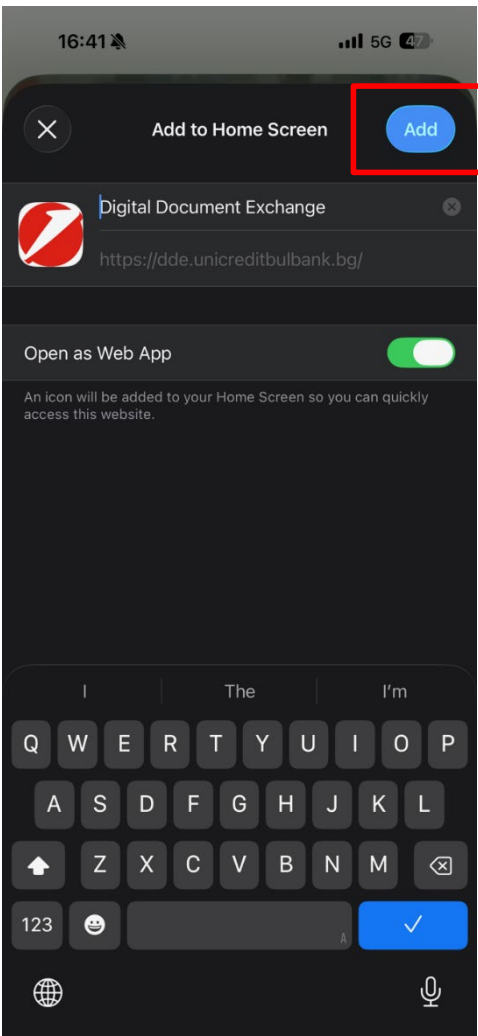 16:41
5G 47
Add to Home Screen
Add
Digital Document Exchange
https://dde.unicreditbulbank.bg/
Open as Web App
An icon will be added to your Home Screen so you can quickly
access this website.
I The I'm
Q W E R T Y U I O P
A S D F G H J K L
Z X C V B N M
123
A